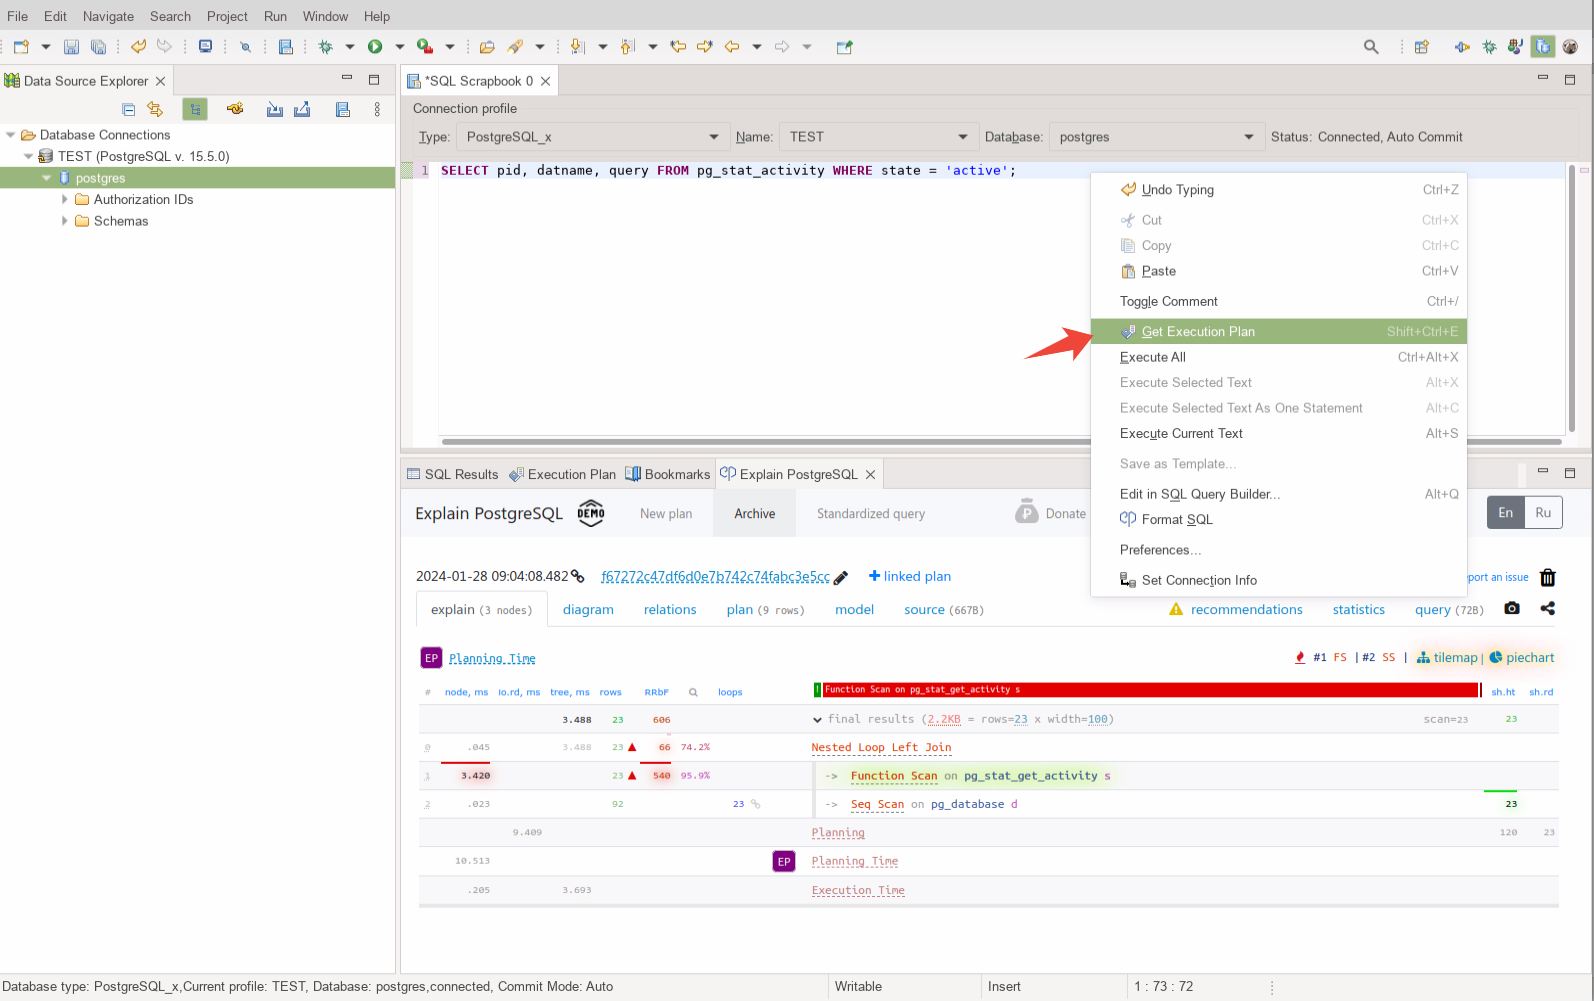 File Edit Navigate Search Project Run Window Help
Data Source Explorer
*SQL Scrapbook 0
Connection profile
Type: PostgreSQL_x Name: TEST Database: postgres Status: Connected, Auto Commit
Database Connections
TEST (PostgreSQL v. 15.5.0)
postgres
Authorization IDs
Schemas
1 SELECT pid, datname, query FROM pg_stat_activity WHERE state = 'active';
Undo Typing Ctrl+Z
Cut Ctrl+X
Copy Ctrl+C
Paste Ctrl+V
Toggle Comment Ctrl+/
Get Execution Plan Shift+Ctrl+E
Execute All Ctrl+Alt+X
Execute Selected Text Alt+X
Execute Selected Text As One Statement Alt+C
Execute Current Text Alt+S
Save as Template...
Edit in SQL Query Builder... Alt+Q
Format SQL
Preferences...
Set Connection Info
SQL Results Execution Plan Bookmarks Explain PostgreSQL
Explain PostgreSQL DEMO New plan Archive Standardized query Donate En Ru
2024-01-28 09:04:08.482 f67272c47df6d0e7b742c74fabc3e5cc + linked plan port an issue
explain (3 nodes) diagram relations plan (9 rows) model source (667B) recommendations statistics query (72B)
EP Planning Time #1 FS | #2 SS | tilemap | piechart
# node, ms io.rd, ms tree, ms rows RRbF loops Function Scan on pg_stat_get_activity s sh.ht sh.rd
3.488 23 606 final results (2.2KB = rows=23 x width=100) scan=23 23
0 .045 3.488 23 66 74.2% Nested Loop Left Join
1 3.420 23 540 95.9% -> Function Scan on pg_stat_get_activity s
2 .023 92 23 -> Seq Scan on pg_database d 23
9.409 Planning 120 23
10.513 EP Planning Time
.205 3.693 Execution Time
Database type: PostgreSQL_x,Current profile: TEST, Database: postgres,connected, Commit Mode: Auto Writable Insert 1 : 73 : 72